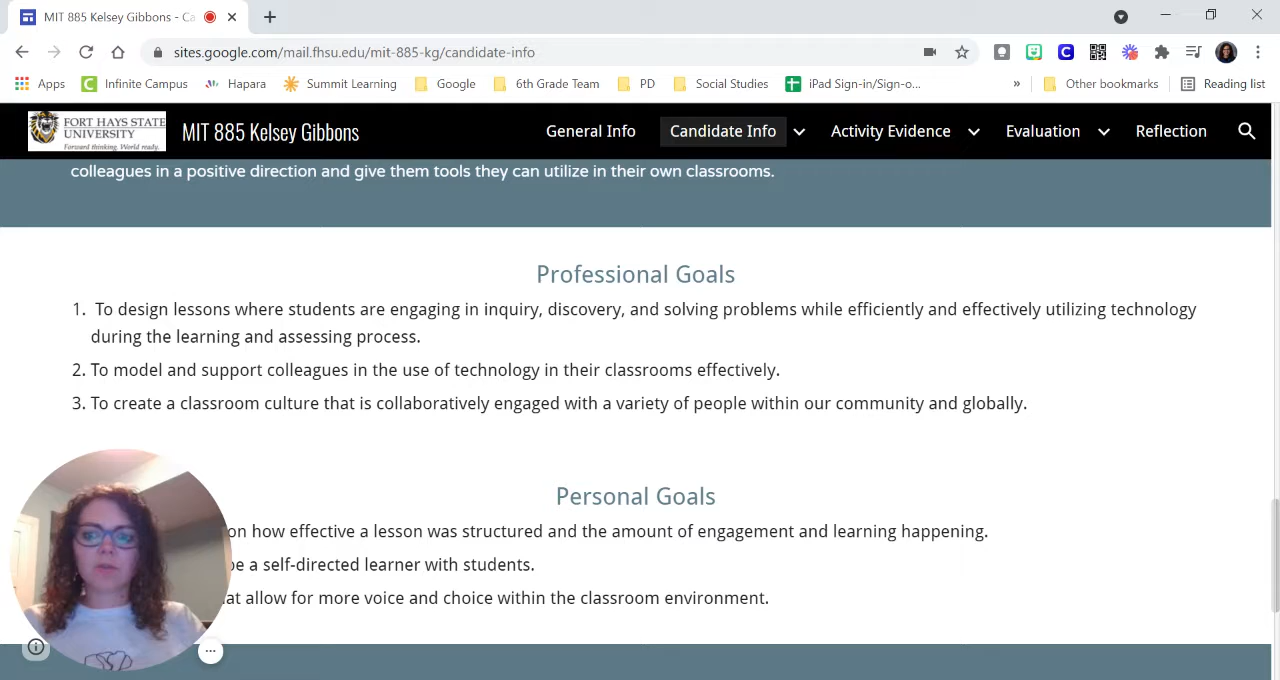 MIT 885 Kelsey Gibbons - Ca
sites.google.com/mail.fhsu.edu/mit-885-kg/candidate-info
Apps Infinite Campus Hapara Summit Learning Google 6th Grade Team PD Social Studies iPad Sign-in/Sign-o... » Other bookmarks Reading list
FORT HAYS STATE
UNIVERSITY
Forward thinking. World ready.
MIT 885 Kelsey Gibbons General Info Candidate Info Activity Evidence Evaluation Reflection
colleagues in a positive direction and give them tools they can utilize in their own classrooms.
Professional Goals
1. To design lessons where students are engaging in inquiry, discovery, and solving problems while efficiently and effectively utilizing technology
during the learning and assessing process.
2. To model and support colleagues in the use of technology in their classrooms effectively.
3. To create a classroom culture that is collaboratively engaged with a variety of people within our community and globally.
Personal Goals
on how effective a lesson was structured and the amount of engagement and learning happening.
be a self-directed learner with students.
allow for more voice and choice within the classroom environment.